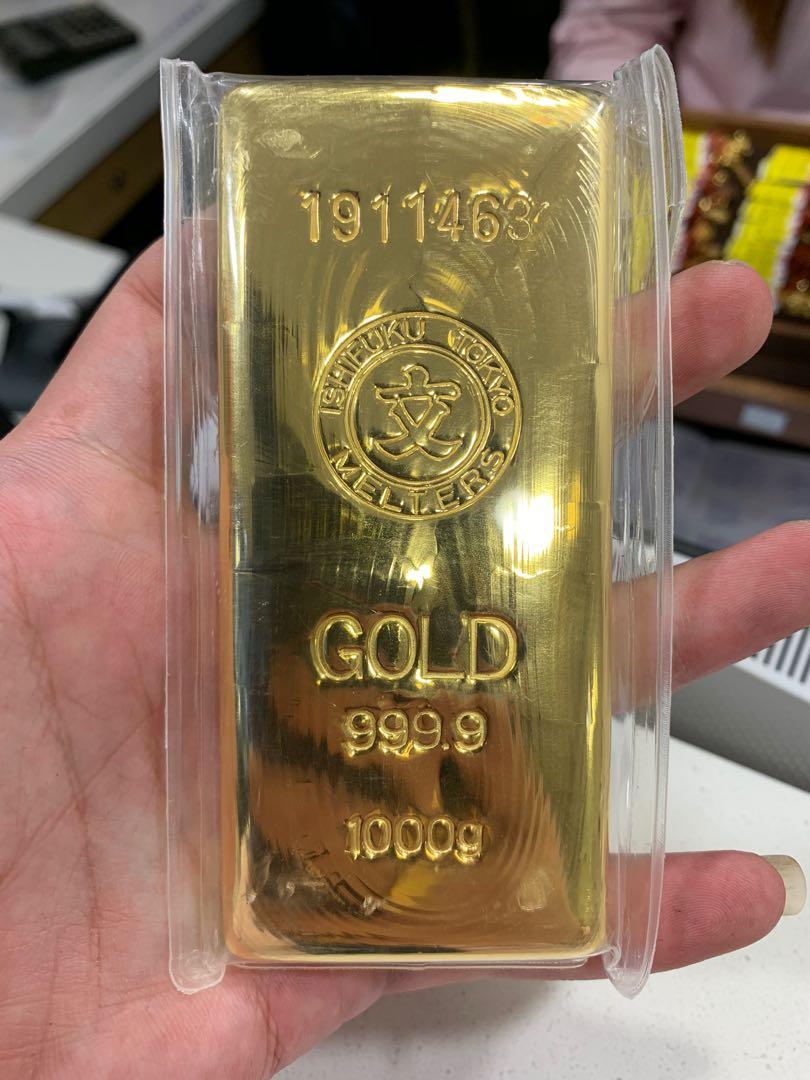 1911463
ISHIFUKU TOKYO
文
MELTERS
GOLD
999.9
1000g